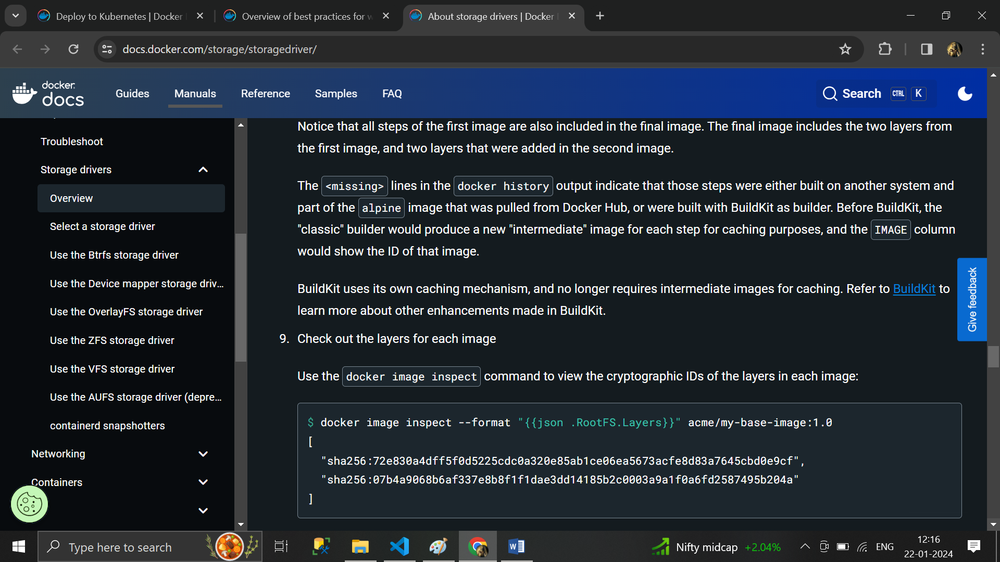 Deploy to Kubernetes | Docker
Overview of best practices for w
About storage drivers | Docker
docs.docker.com/storage/storagedriver/
docker
docs
Guides
Manuals
Reference
Samples
FAQ
Search
CTRL
K
Troubleshoot
Storage drivers
Overview
Select a storage driver
Use the Btrfs storage driver
Use the Device mapper storage driv...
Use the OverlayFS storage driver
Use the ZFS storage driver
Use the VFS storage driver
Use the AUFS storage driver (depre...
containerd snapshotters
Networking
Containers
Notice that all steps of the first image are also included in the final image. The final image includes the two layers from
the first image, and two layers that were added in the second image.
The <missing> lines in the docker history output indicate that those steps were either built on another system and
part of the alpine image that was pulled from Docker Hub, or were built with BuildKit as builder. Before BuildKit, the
"classic" builder would produce a new "intermediate" image for each step for caching purposes, and the IMAGE column
would show the ID of that image.
BuildKit uses its own caching mechanism, and no longer requires intermediate images for caching. Refer to BuildKit to
learn more about other enhancements made in BuildKit.
9. Check out the layers for each image
Use the docker image inspect command to view the cryptographic IDs of the layers in each image:
$ docker image inspect --format "{{json .RootFS.Layers}}" acme/my-base-image:1.0
[
"sha256:72e830a4dff5f0d5225cdc0a320e85ab1ce06ea5673acfe8d83a7645cbd0e9cf",
"sha256:07b4a9068b6af337e8b8f1f1dae3dd14185b2c0003a9a1f0a6fd2587495b204a"
]
Give feedback
Type here to search
Nifty midcap +2.04%
ENG
12:16
22-01-2024